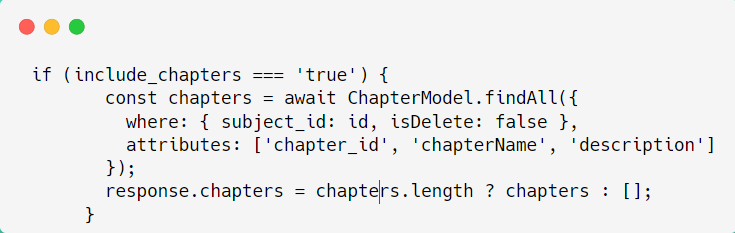 if (include_chapters === 'true') {
const chapters = await ChapterModel.findAll({
where: { subject_id: id, isDelete: false },
attributes: ['chapter_id', 'chapterName', 'description']
});
response.chapters = chapters.length ? chapters : [];
}